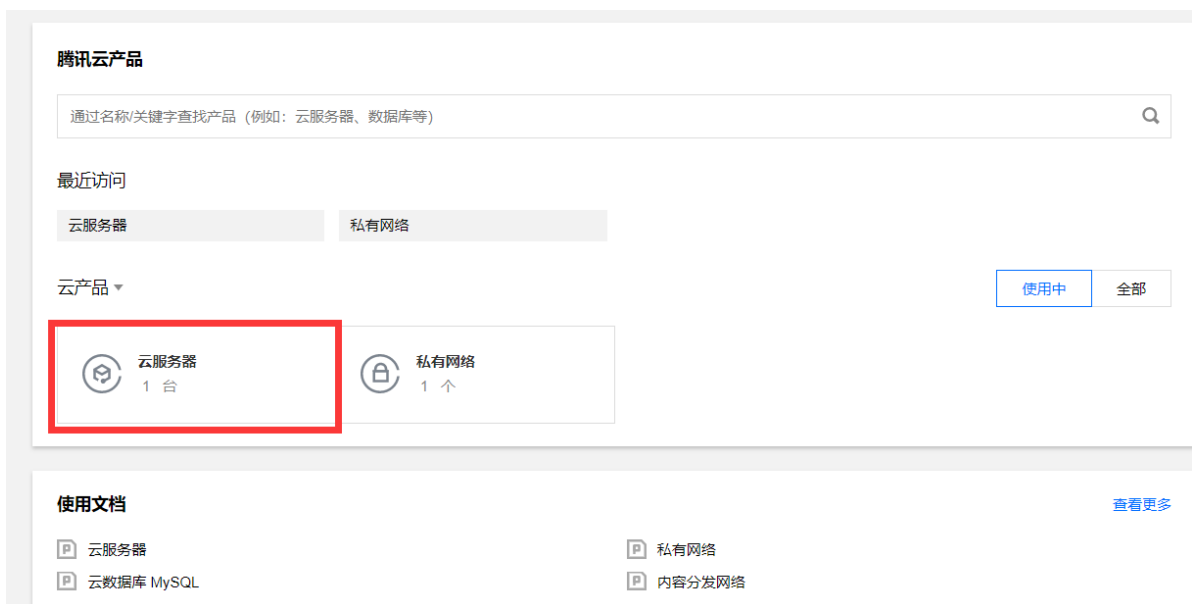 腾讯云产品
通过名称/关键字查找产品（例如：云服务器、数据库等）
最近访问
云服务器 私有网络
云产品 使用中 全部
云服务器 私有网络
1 台 1 个
使用文档 查看更多
云服务器 私有网络
云数据库 MySQL 内容分发网络